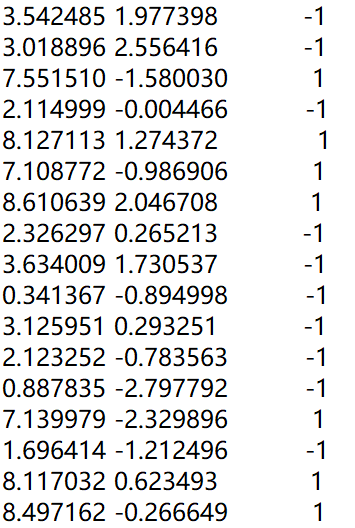 3.542485 1.977398 -1
3.018896 2.556416 -1
7.551510 -1.580030 1
2.114999 -0.004466 -1
8.127113 1.274372 1
7.108772 -0.986906 1
8.610639 2.046708 1
2.326297 0.265213 -1
3.634009 1.730537 -1
0.341367 -0.894998 -1
3.125951 0.293251 -1
2.123252 -0.783563 -1
0.887835 -2.797792 -1
7.139979 -2.329896 1
1.696414 -1.212496 -1
8.117032 0.623493 1
8.497162 -0.266649 1